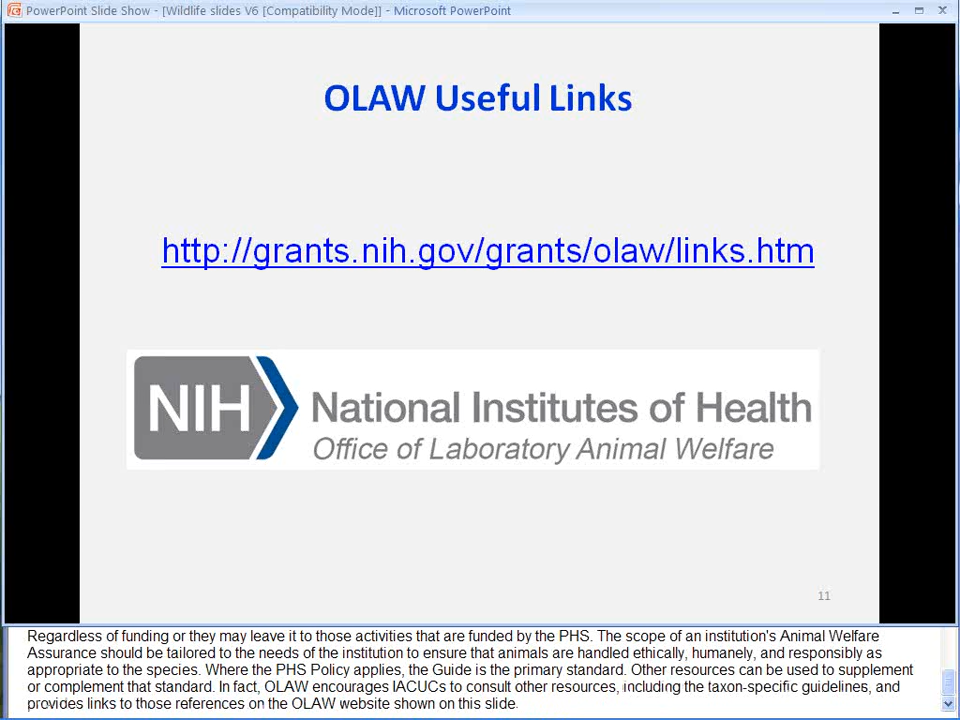 PowerPoint Slide Show - [Wildlife slides V6 [Compatibility Mode]] - Microsoft PowerPoint
OLAW Useful Links
http://grants.nih.gov/grants/olaw/links.htm
NIH
National Institutes of Health
Office of Laboratory Animal Welfare
11
Regardless of funding or they may leave it to those activities that are funded by the PHS. The scope of an institution's Animal Welfare
Assurance should be tailored to the needs of the institution to ensure that animals are handled ethically, humanely, and responsibly as
appropriate to the species. Where the PHS Policy applies, the Guide is the primary standard. Other resources can be used to supplement
or complement that standard. In fact, OLAW encourages IACUCs to consult other resources, including the taxon-specific guidelines, and
provides links to those references on the OLAW website shown on this slide.